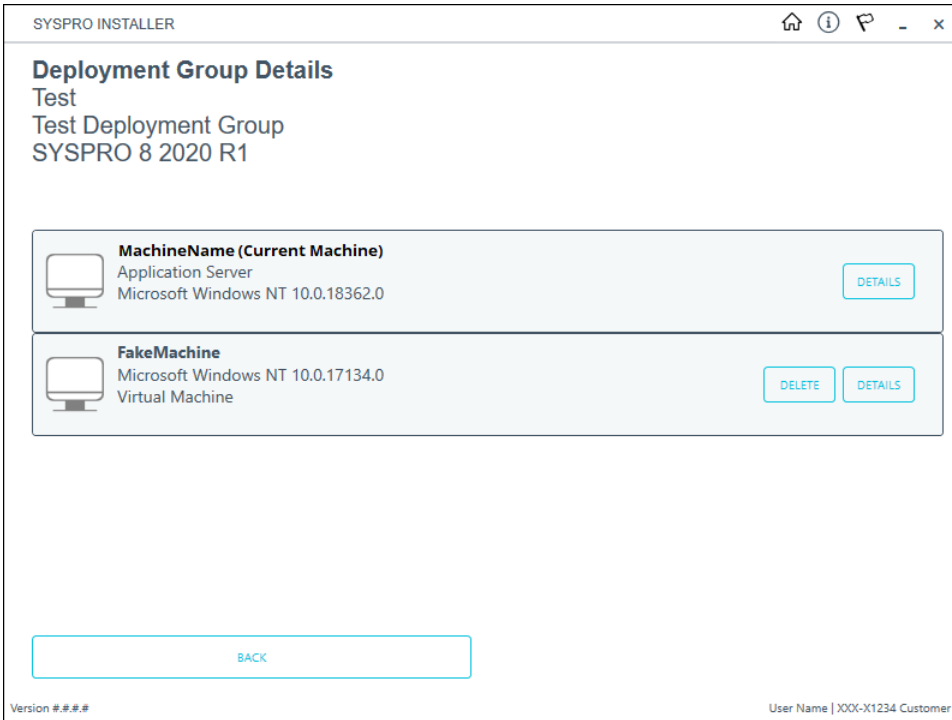 SYSPRO INSTALLER
Deployment Group Details
Test
Test Deployment Group
SYSPRO 8 2020 R1
MachineName (Current Machine)
Application Server
Microsoft Windows NT 10.0.18362.0
DETAILS
FakeMachine
Microsoft Windows NT 10.0.17134.0
Virtual Machine
DELETE
DETAILS
BACK
Version #.#.#.#
User Name | XXX-X1234 Customer